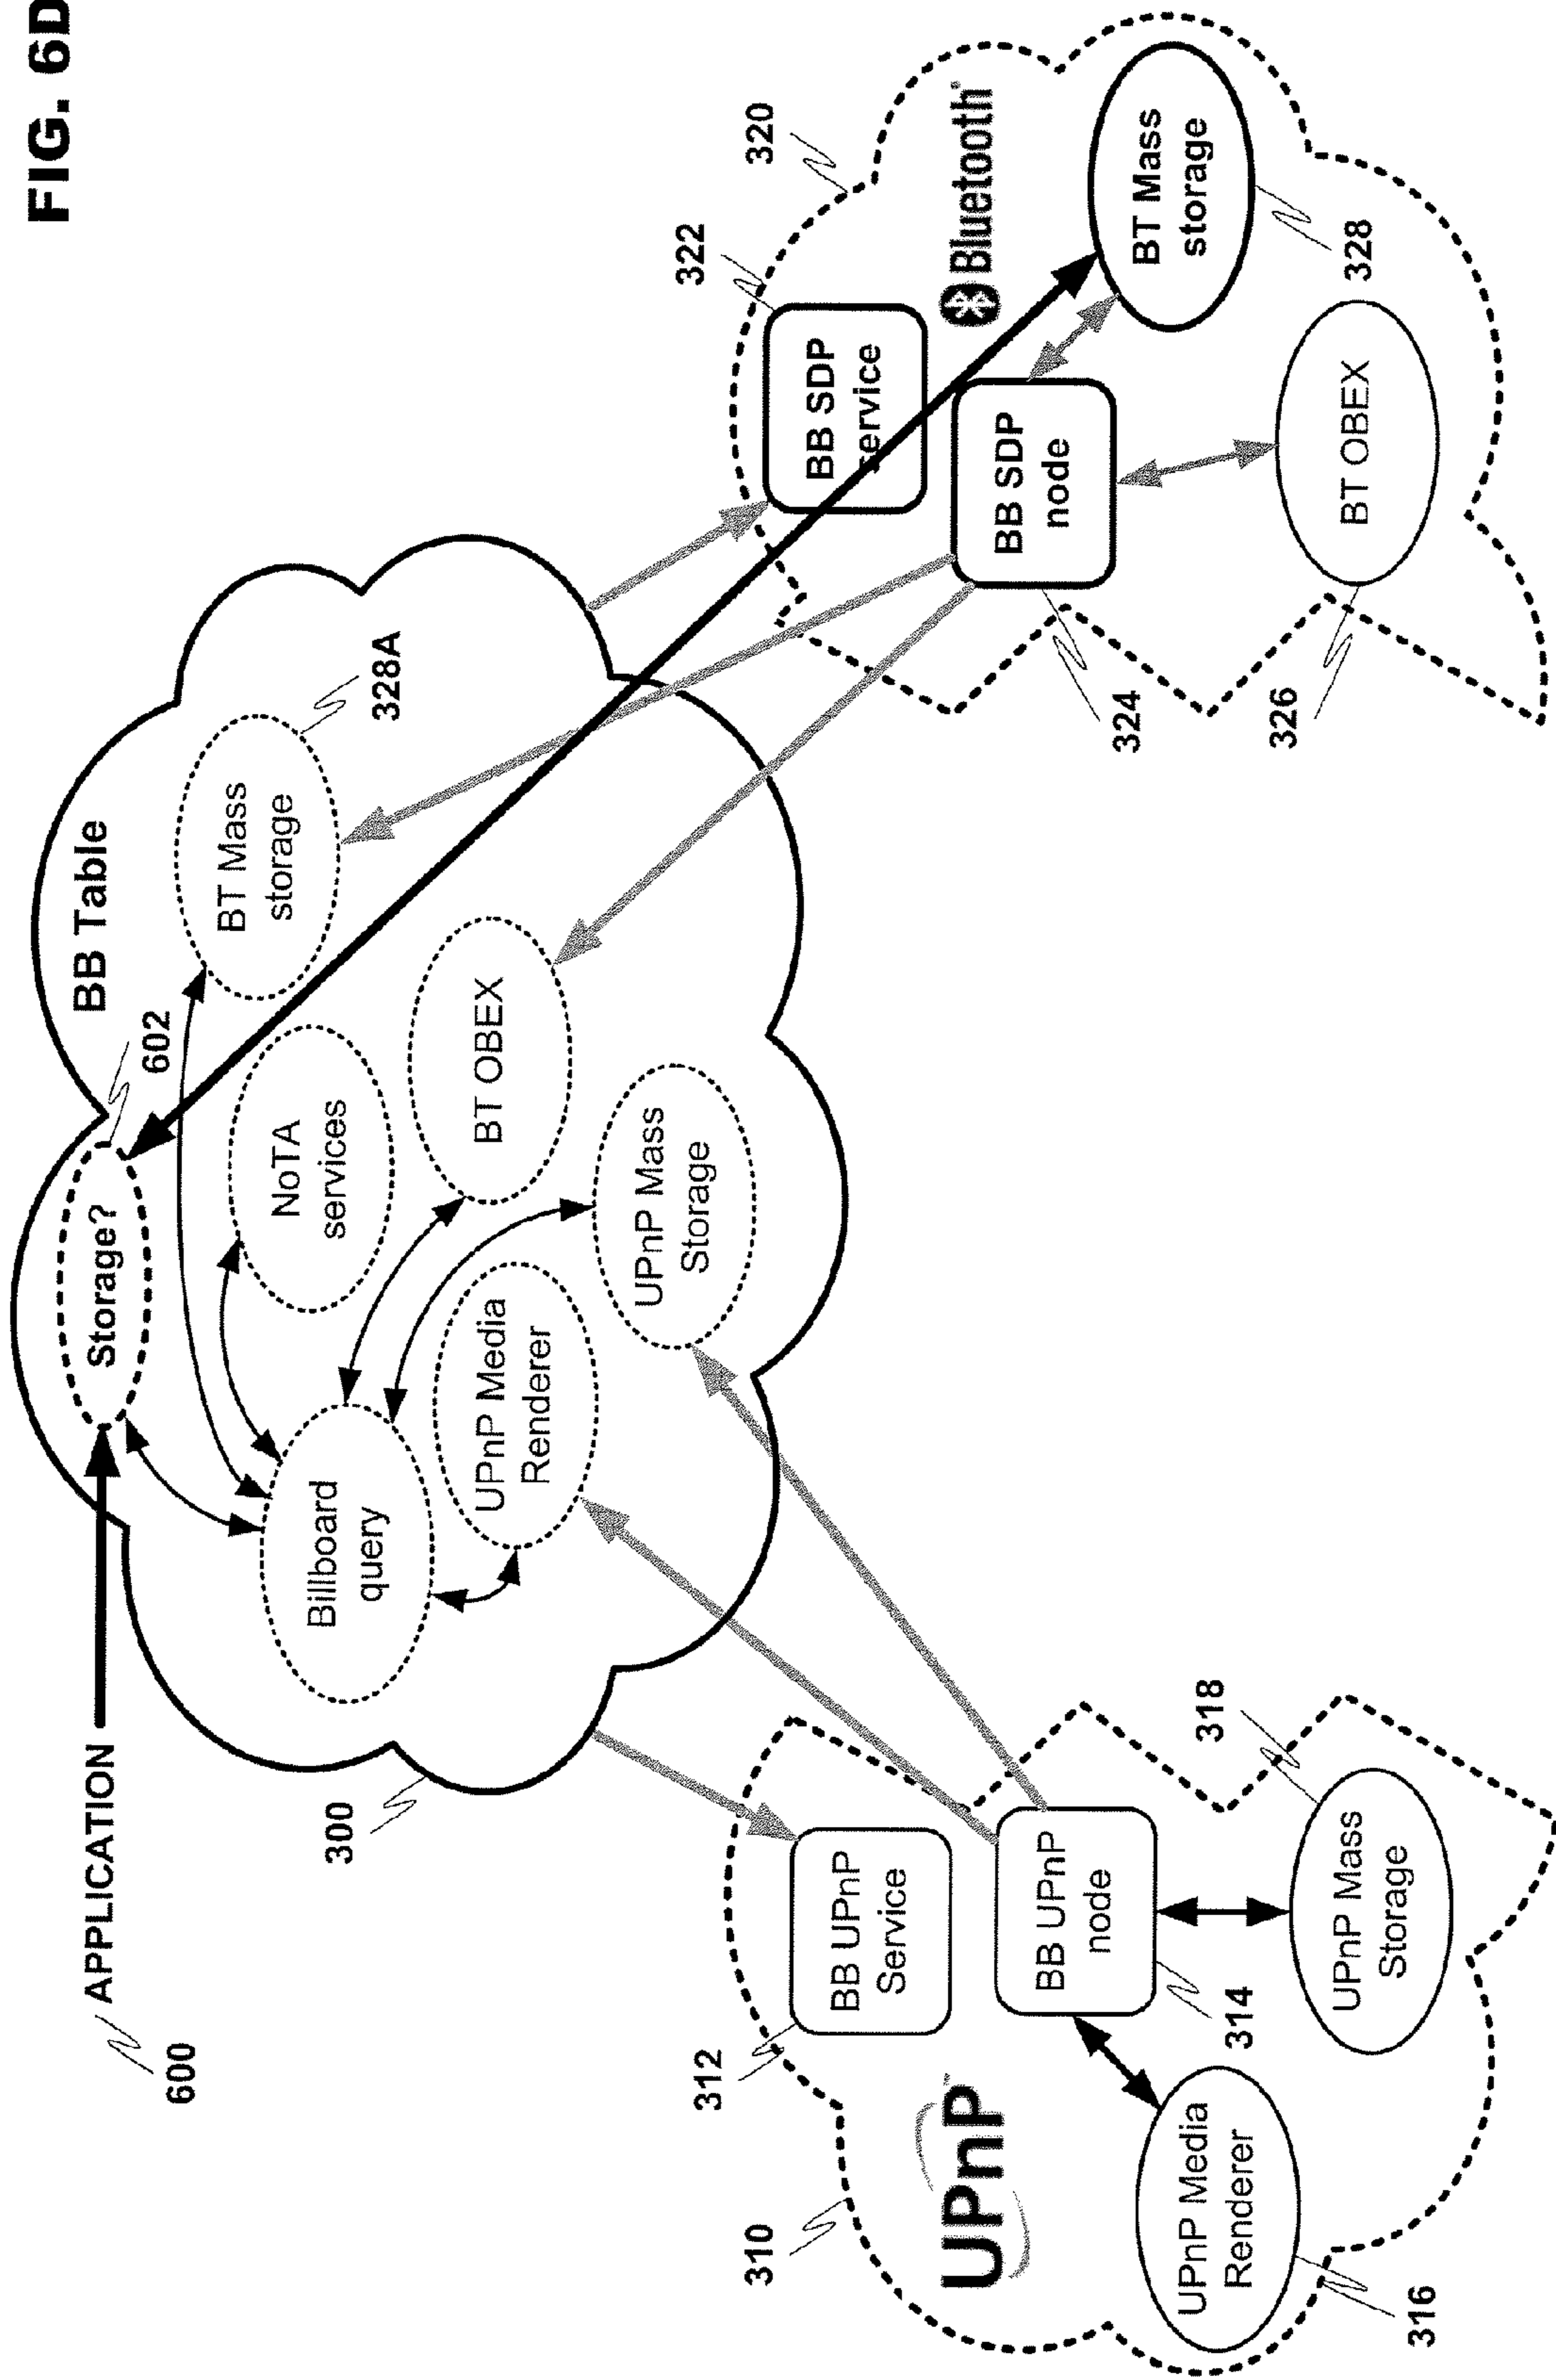 FIG. 6D
600
APPLICATION
Storage?
602
BB Table
Billboard
query
NoTA
services
BT Mass
storage
328A
UPnP Media
Renderer
BT OBEX
UPnP Mass
Storage
300
310
UPnP
312
BB UPnP
Service
BB UPnP
node
314
UPnP Media
Renderer
316
UPnP Mass
Storage
318
320
322
BB SDP
service
Bluetooth
BB SDP
node
324
BT Mass
storage
328
BT OBEX
326